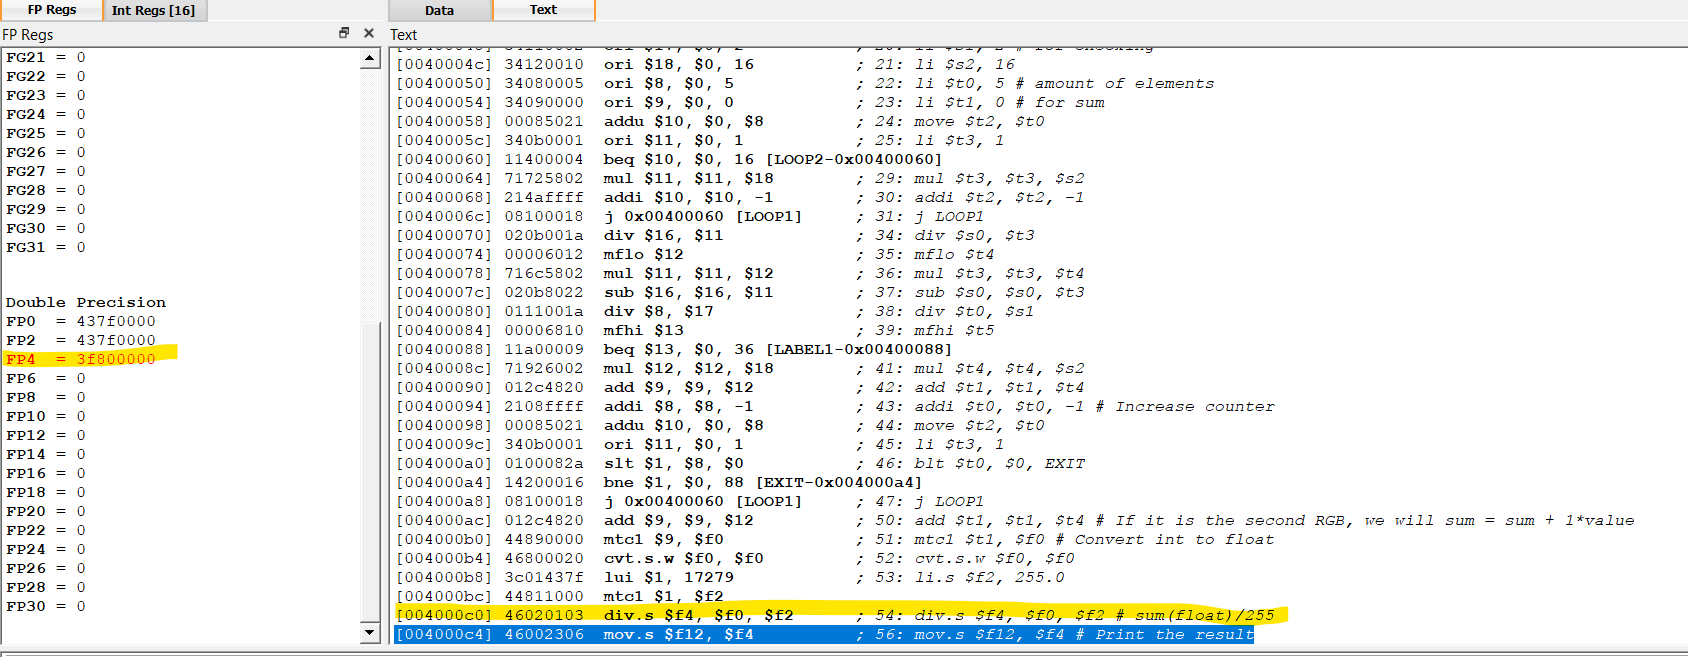 FP Regs
Int Regs [16]
Data
Text
FP Regs
Text
FG21 = 0
FG22 = 0
FG23 = 0
FG24 = 0
FG25 = 0
FG26 = 0
FG27 = 0
FG28 = 0
FG29 = 0
FG30 = 0
FG31 = 0
Double Precision
FP0 = 437f0000
FP2 = 437f0000
FP4 = 3f800000
FP6 = 0
FP8 = 0
FP10 = 0
FP12 = 0
FP14 = 0
FP16 = 0
FP18 = 0
FP20 = 0
FP22 = 0
FP24 = 0
FP26 = 0
FP28 = 0
FP30 = 0
[0040004c] 34120010 ori $18, $0, 16 ; 21: li $s2, 16
[00400050] 34080005 ori $8, $0, 5 ; 22: li $t0, 5 # amount of elements
[00400054] 34090000 ori $9, $0, 0 ; 23: li $t1, 0 # for sum
[00400058] 00085021 addu $10, $0, $8 ; 24: move $t2, $t0
[0040005c] 340b0001 ori $11, $0, 1 ; 25: li $t3, 1
[00400060] 11400004 beq $10, $0, 16 [LOOP2-0x00400060]
[00400064] 71725802 mul $11, $11, $18 ; 29: mul $t3, $t3, $s2
[00400068] 214affff addi $10, $10, -1 ; 30: addi $t2, $t2, -1
[0040006c] 08100018 j 0x00400060 [LOOP1] ; 31: j LOOP1
[00400070] 020b001a div $16, $11 ; 34: div $s0, $t3
[00400074] 00006012 mflo $12 ; 35: mflo $t4
[00400078] 716c5802 mul $11, $11, $12 ; 36: mul $t3, $t3, $t4
[0040007c] 020b8022 sub $16, $16, $11 ; 37: sub $s0, $s0, $t3
[00400080] 0111001a div $8, $17 ; 38: div $t0, $s1
[00400084] 00006810 mfhi $13 ; 39: mfhi $t5
[00400088] 11a00009 beq $13, $0, 36 [LABEL1-0x00400088]
[0040008c] 71926002 mul $12, $12, $18 ; 41: mul $t4, $t4, $s2
[00400090] 012c4820 add $9, $9, $12 ; 42: add $t1, $t1, $t4
[00400094] 2108ffff addi $8, $8, -1 ; 43: addi $t0, $t0, -1 # Increase counter
[00400098] 00085021 addu $10, $0, $8 ; 44: move $t2, $t0
[0040009c] 340b0001 ori $11, $0, 1 ; 45: li $t3, 1
[004000a0] 0100082a slt $1, $8, $0 ; 46: blt $t0, $0, EXIT
[004000a4] 14200016 bne $1, $0, 88 [EXIT-0x004000a4]
[004000a8] 08100018 j 0x00400060 [LOOP1] ; 47: j LOOP1
[004000ac] 012c4820 add $9, $9, $12 ; 50: add $t1, $t1, $t4 # If it is the second RGB, we will sum = sum + 1*value
[004000b0] 44890000 mtc1 $9, $f0 ; 51: mtc1 $t1, $f0 # Convert int to float
[004000b4] 46800020 cvt.s.w $f0, $f0 ; 52: cvt.s.w $f0, $f0
[004000b8] 3c01437f lui $1, 17279 ; 53: li.s $f2, 255.0
[004000bc] 44811000 mtc1 $1, $f2
[004000c0] 46020103 div.s $f4, $f0, $f2 ; 54: div.s $f4, $f0, $f2 # sum(float)/255
[004000c4] 46002306 mov.s $f12, $f4 ; 56: mov.s $f12, $f4 # Print the result